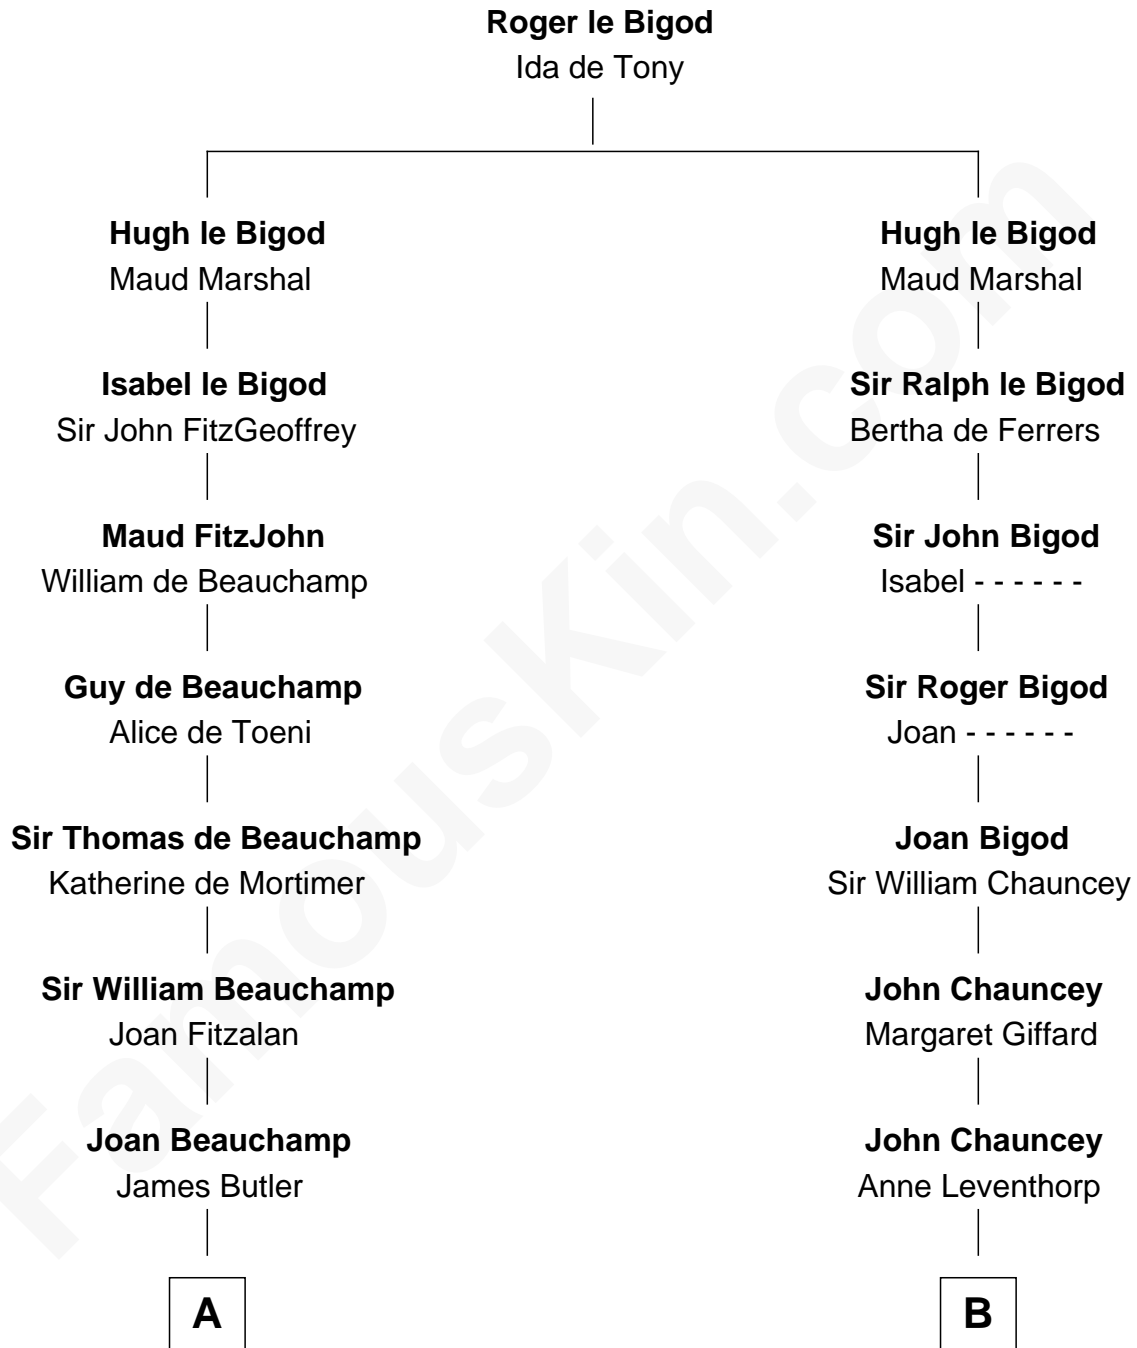 Roger le Bigod
Ida de Tony
Hugh le Bigod
Maud Marshal
Hugh le Bigod
Maud Marshal
Isabel le Bigod
Sir John FitzGeoffrey
Sir Ralph le Bigod
Bertha de Ferrers
Maud FitzJohn
William de Beauchamp
Sir John Bigod
Isabel - - - - - -
Guy de Beauchamp
Alice de Toeni
Sir Roger Bigod
Joan - - - - - -
Sir Thomas de Beauchamp
Katherine de Mortimer
Joan Bigod
Sir William Chauncey
Sir William Beauchamp
Joan Fitzalan
John Chauncey
Margaret Giffard
Joan Beauchamp
James Butler
John Chauncey
Anne Leventhorp
A
B
FamousKin.com